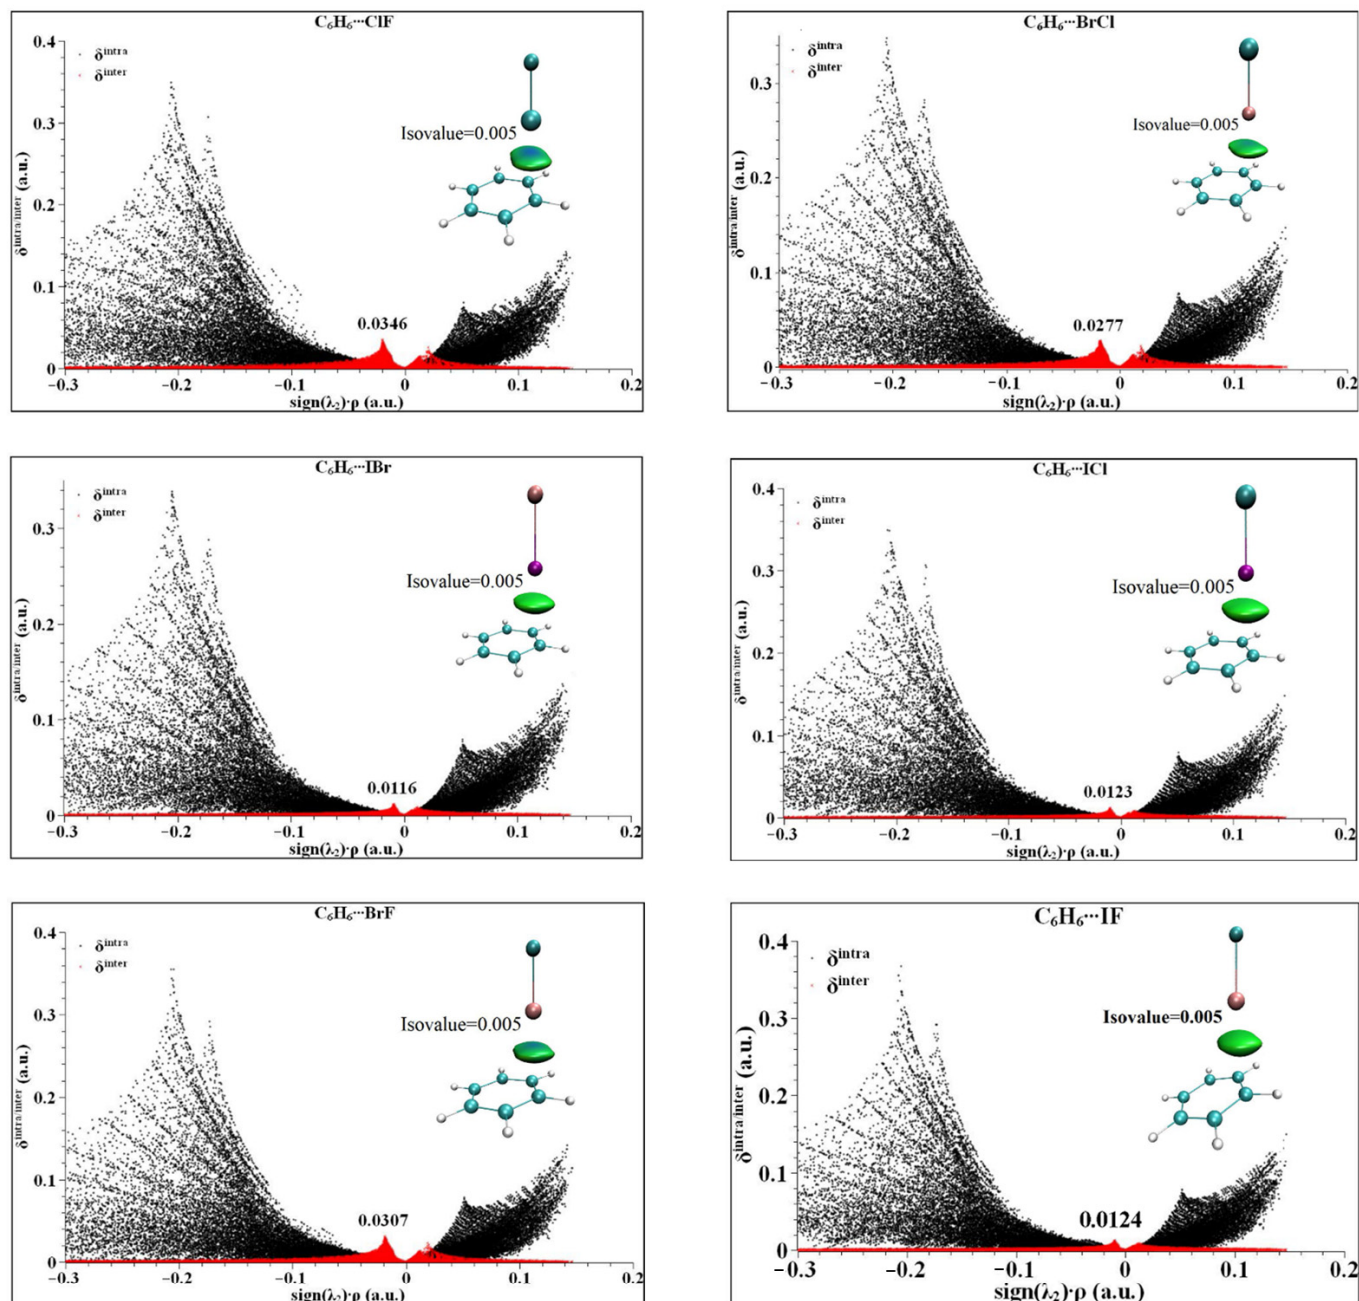 C₆H₆···ClF
0.4
δⁱⁿᵗʳᵃ
δⁱⁿᵗᵉʳ
0.3
Isovalue=0.005
0.2
δⁱⁿᵗʳᵃ/ⁱⁿᵗᵉʳ (a.u.)
0.1
0.0346
0
−0.3 −0.2 −0.1 0 0.1 0.2
sign(λ₂)·ρ (a.u.)
C₆H₆···BrCl
δⁱⁿᵗʳᵃ
δⁱⁿᵗᵉʳ
0.3
Isovalue=0.005
0.2
δⁱⁿᵗʳᵃ/ⁱⁿᵗᵉʳ (a.u.)
0.1
0.0277
0
−0.3 −0.2 −0.1 0 0.1 0.2
sign(λ₂)·ρ (a.u.)
C₆H₆···IBr
δⁱⁿᵗʳᵃ
δⁱⁿᵗᵉʳ
0.3
Isovalue=0.005
0.2
δⁱⁿᵗʳᵃ/ⁱⁿᵗᵉʳ (a.u.)
0.1
0.0116
0
−0.3 −0.2 −0.1 0 0.1 0.2
sign(λ₂)·ρ (a.u.)
C₆H₆···ICl
0.4
δⁱⁿᵗʳᵃ
δⁱⁿᵗᵉʳ
0.3
Isovalue=0.005
0.2
δⁱⁿᵗʳᵃ/ⁱⁿᵗᵉʳ (a.u.)
0.1
0.0123
0
−0.3 −0.2 −0.1 0 0.1 0.2
sign(λ₂)·ρ (a.u.)
C₆H₆···BrF
0.4
δⁱⁿᵗʳᵃ
δⁱⁿᵗᵉʳ
0.3
Isovalue=0.005
0.2
δⁱⁿᵗʳᵃ/ⁱⁿᵗᵉʳ (a.u.)
0.1
0.0307
0
−0.3 −0.2 −0.1 0 0.1 0.2
sign(λ₂)·ρ (a.u.)
C₆H₆···IF
0.4
δⁱⁿᵗʳᵃ
δⁱⁿᵗᵉʳ
0.3
Isovalue=0.005
0.2
δⁱⁿᵗʳᵃ/ⁱⁿᵗᵉʳ (a.u.)
0.1
0.0124
0
−0.3 −0.2 −0.1 0 0.1 0.2
sign(λ₂)·ρ (a.u.)